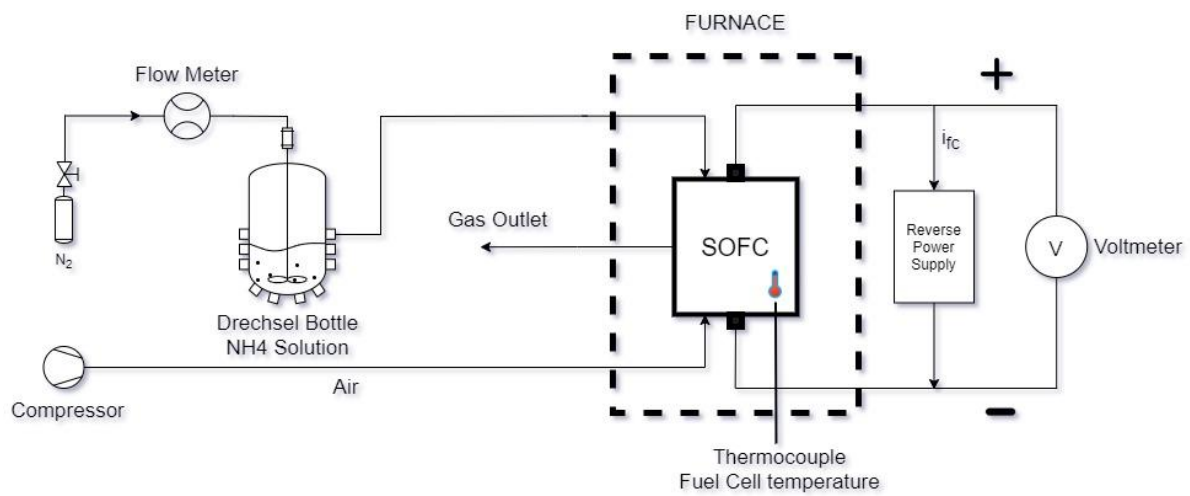 FURNACE
Flow Meter
+
i_fc
N₂
Gas Outlet
SOFC
Reverse
Power
Supply
V
Voltmeter
Drechsel Bottle
NH4 Solution
Air
Compressor
Thermocouple
Fuel Cell temperature